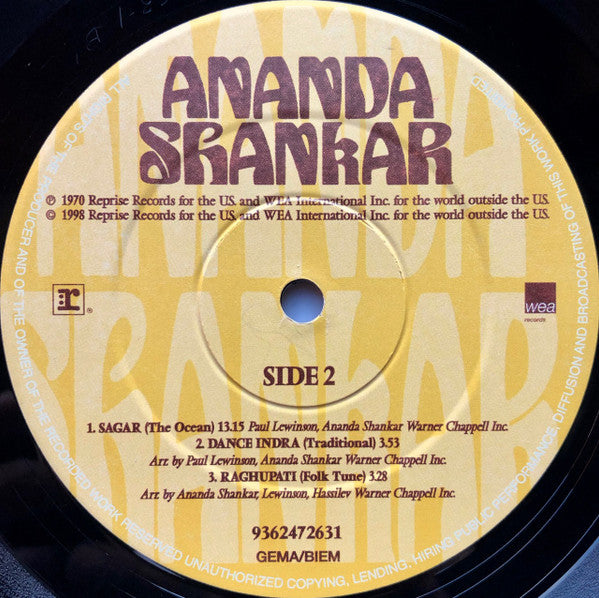 ANANDA
SHANKAR
℗ 1970 Reprise Records for the U.S. and WEA International Inc. for the world outside the U.S.
© 1998 Reprise Records for the U.S. and WEA International Inc. for the world outside the U.S.
r ®
wea
records
SIDE 2
1. SAGAR (The Ocean) 13.15 Paul Lewinson, Ananda Shankar Warner Chappell Inc.
2. DANCE INDRA (Traditional) 3.53
Arr. by Paul Lewinson, Ananda Shankar Warner Chappell Inc.
3. RAGHUPATI (Folk Tune) 3.28
Arr. by Ananda Shankar, Lewinson, Hassilev Warner Chappell Inc.
9362472631
GEMA/BIEM
ALL RIGHTS OF THE PRODUCER AND OF THE OWNER OF THE RECORDED WORK RESERVED UNAUTHORIZED COPYING, LENDING, HIRING PUBLIC PERFORMANCE, DIFFUSION AND BROADCASTING OF THIS WORK PROHIBITED